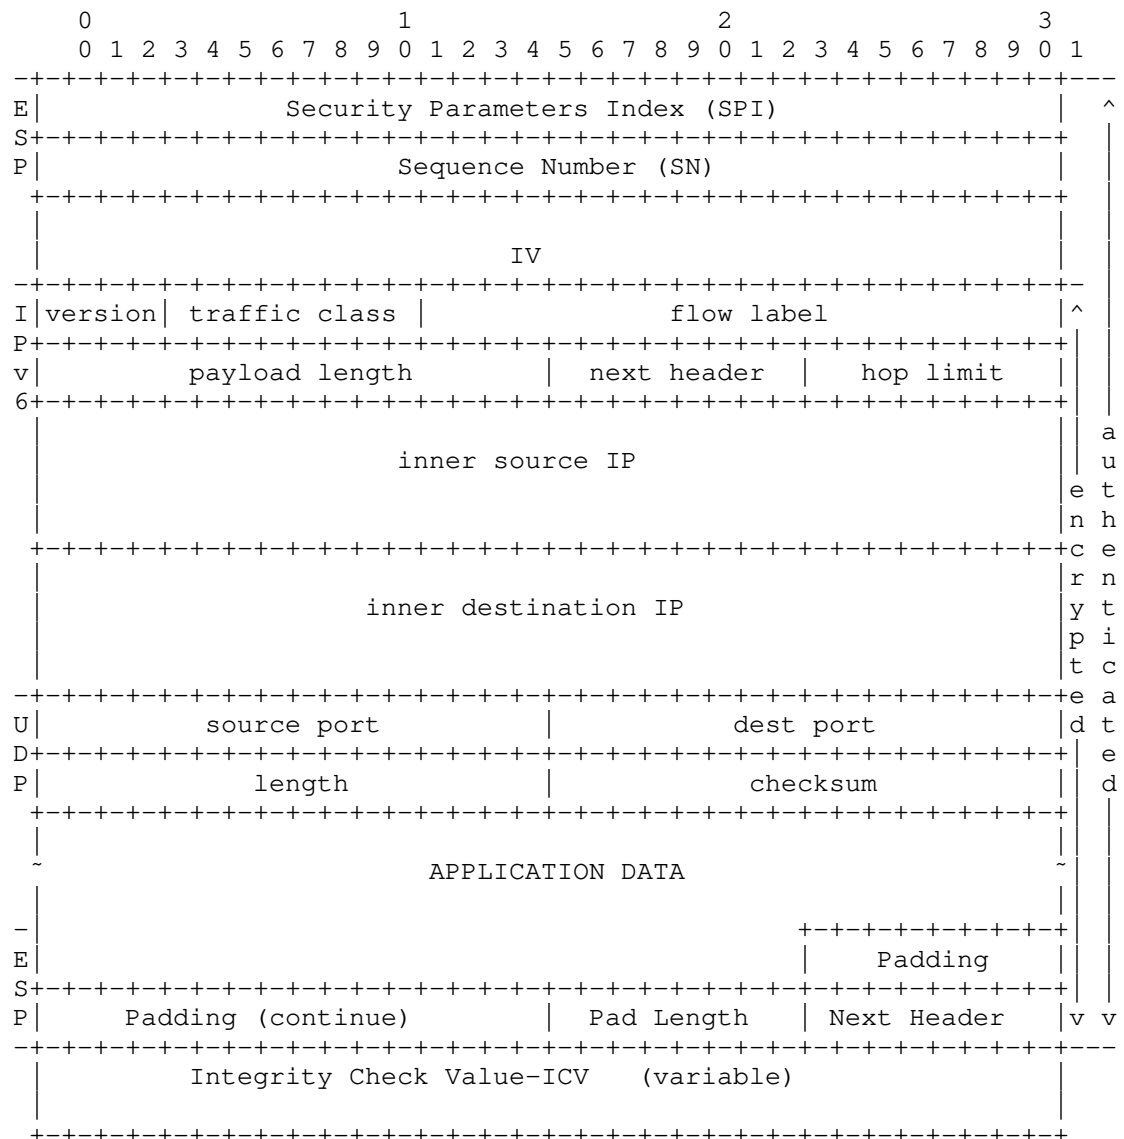 0                   1                   2                   3
0 1 2 3 4 5 6 7 8 9 0 1 2 3 4 5 6 7 8 9 0 1 2 3 4 5 6 7 8 9 0 1
-+-+-+-+-+-+-+-+-+-+-+-+-+-+-+-+-+-+-+-+-+-+-+-+-+-+-+-+-+-+-+-+-+---
E|               Security Parameters Index (SPI)                 |  ^
S+-+-+-+-+-+-+-+-+-+-+-+-+-+-+-+-+-+-+-+-+-+-+-+-+-+-+-+-+-+-+-+-+  |
P|                      Sequence Number (SN)                     |  |
 +-+-+-+-+-+-+-+-+-+-+-+-+-+-+-+-+-+-+-+-+-+-+-+-+-+-+-+-+-+-+-+-+  |
 |                                                               |  |
 |                             IV                                |  |
-+-+-+-+-+-+-+-+-+-+-+-+-+-+-+-+-+-+-+-+-+-+-+-+-+-+-+-+-+-+-+-+-+- |
I|version| traffic class |               flow label              |^ |
P+-+-+-+-+-+-+-+-+-+-+-+-+-+-+-+-+-+-+-+-+-+-+-+-+-+-+-+-+-+-+-+-+| |
v|         payload length        |  next header  |   hop limit   || |
6+-+-+-+-+-+-+-+-+-+-+-+-+-+-+-+-+-+-+-+-+-+-+-+-+-+-+-+-+-+-+-+-+| |
 |                                                               || a
 |                      inner source IP                          || u
 |                                                               |e t
 |                                                               |n h
 +-+-+-+-+-+-+-+-+-+-+-+-+-+-+-+-+-+-+-+-+-+-+-+-+-+-+-+-+-+-+-+-+c e
 |                                                               |r n
 |                    inner destination IP                       |y t
 |                                                               |p i
 |                                                               |t c
-+-+-+-+-+-+-+-+-+-+-+-+-+-+-+-+-+-+-+-+-+-+-+-+-+-+-+-+-+-+-+-+-+e a
U|          source port          |           dest port           |d t
D+-+-+-+-+-+-+-+-+-+-+-+-+-+-+-+-+-+-+-+-+-+-+-+-+-+-+-+-+-+-+-+-+| e
P|             length            |            checksum           || d
 +-+-+-+-+-+-+-+-+-+-+-+-+-+-+-+-+-+-+-+-+-+-+-+-+-+-+-+-+-+-+-+-+| |
 |                                                               || |
 ~                        APPLICATION DATA                       ~| |
 |                                                               || |
-|                                               +-+-+-+-+-+-+-+-+| |
E|                                               |    Padding    || |
S+-+-+-+-+-+-+-+-+-+-+-+-+-+-+-+-+-+-+-+-+-+-+-+-+-+-+-+-+-+-+-+-+| |
P|     Padding (continue)        |  Pad Length   | Next Header   |v v
-+-+-+-+-+-+-+-+-+-+-+-+-+-+-+-+-+-+-+-+-+-+-+-+-+-+-+-+-+-+-+-+-+---
 |         Integrity Check Value-ICV   (variable)                |
 |                                                               |
 +-+-+-+-+-+-+-+-+-+-+-+-+-+-+-+-+-+-+-+-+-+-+-+-+-+-+-+-+-+-+-+-+